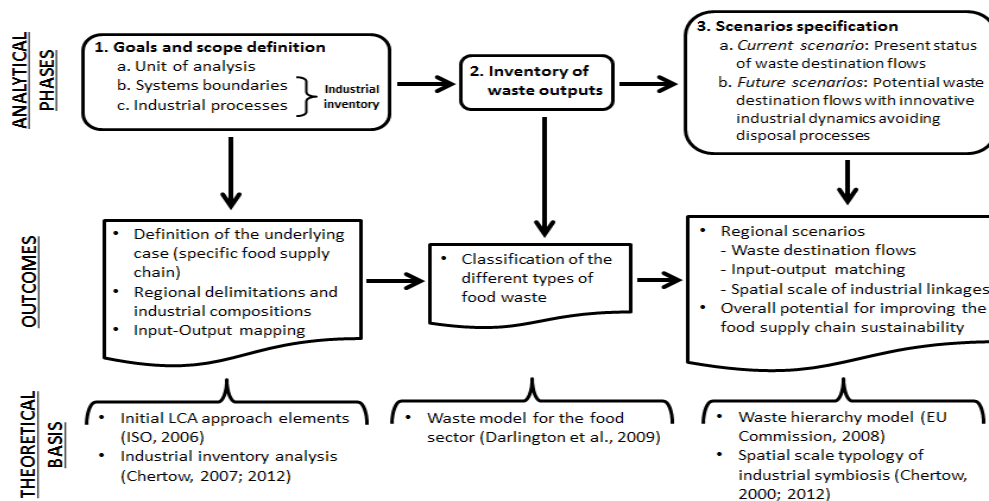 ANALYTICAL
PHASES
1. Goals and scope definition
a. Unit of analysis
b. Systems boundaries
c. Industrial processes
Industrial
inventory
2. Inventory of
waste outputs
3. Scenarios specification
a. Current scenario: Present status
of waste destination flows
b. Future scenarios: Potential waste
destination flows with innovative
industrial dynamics avoiding
disposal processes
OUTCOMES
• Definition of the underlying
case (specific food supply
chain)
• Regional delimitations and
industrial compositions
• Input-Output mapping
• Classification of the
different types of
food waste
• Regional scenarios
- Waste destination flows
- Input-output matching
- Spatial scale of industrial linkages
• Overall potential for improving the
food supply chain sustainability
THEORETICAL
BASIS
• Initial LCA approach elements
(ISO, 2006)
• Industrial inventory analysis
(Chertow, 2007; 2012)
• Waste model for the food
sector (Darlington et al., 2009)
• Waste hierarchy model (EU
Commission, 2008)
• Spatial scale typology of
industrial symbiosis (Chertow,
2000; 2012)